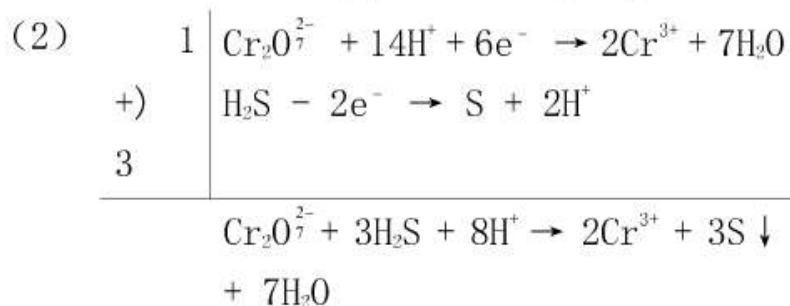 (2) 1 Cr₂O₇²⁻ + 14H⁺ + 6e⁻ → 2Cr³⁺ + 7H₂O
+) H₂S − 2e⁻ → S + 2H⁺
3
Cr₂O₇²⁻ + 3H₂S + 8H⁺ → 2Cr³⁺ + 3S ↓
+ 7H₂O